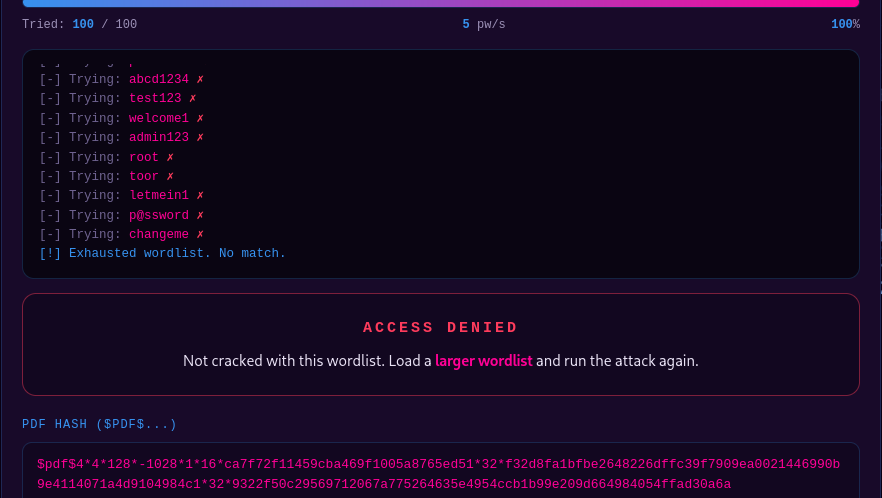 Tried: 100 / 100 5 pw/s 100%
[-] Trying: abcd1234 ✗
[-] Trying: test123 ✗
[-] Trying: welcome1 ✗
[-] Trying: admin123 ✗
[-] Trying: root ✗
[-] Trying: toor ✗
[-] Trying: letmein1 ✗
[-] Trying: p@ssword ✗
[-] Trying: changeme ✗
[!] Exhausted wordlist. No match.
ACCESS DENIED
Not cracked with this wordlist. Load a larger wordlist and run the attack again.
PDF HASH ($PDF$...)
$pdf$4*4*128*-1028*1*16*ca7f72f11459cba469f1005a8765ed51*32*f32d8fa1bfbe2648226dffc39f7909ea0021446990b
9e4114071a4d9104984c1*32*9322f50c29569712067a775264635e4954ccb1b99e209d664984054ffad30a6a